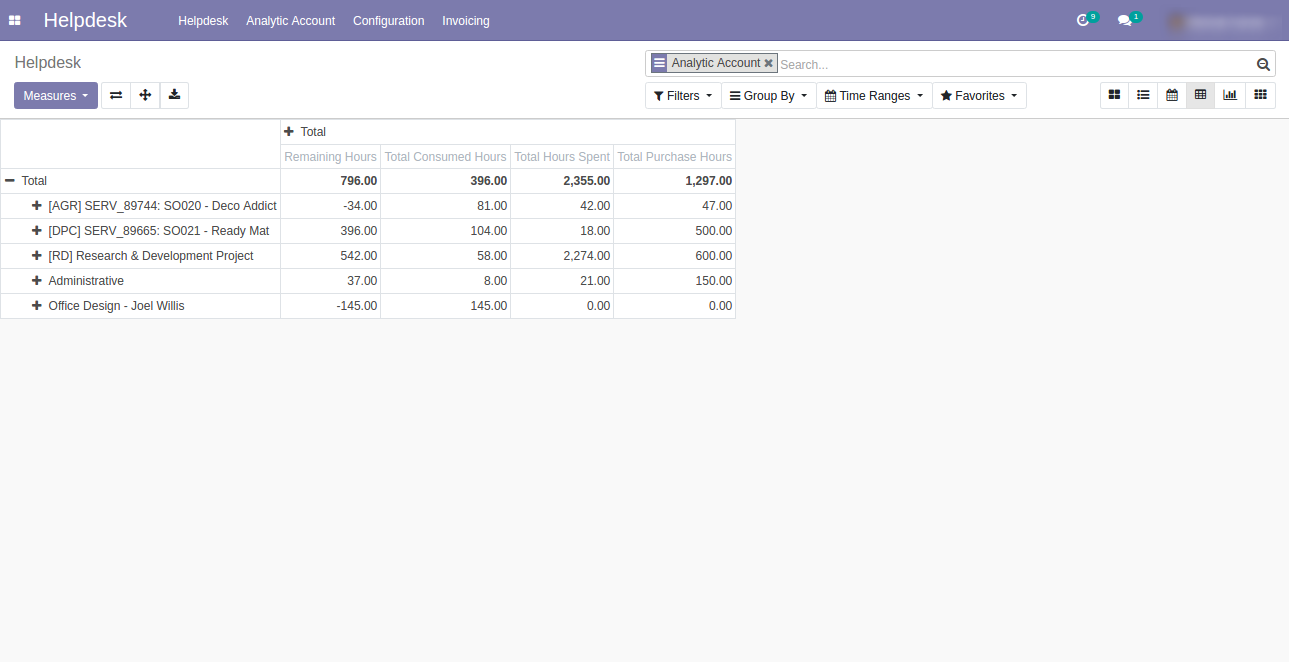 Helpdesk Helpdesk Analytic Account Configuration Invoicing 9 1
Helpdesk
Analytic Account Search...
Measures
Filters Group By Time Ranges Favorites
Total
Remaining Hours Total Consumed Hours Total Hours Spent Total Purchase Hours
Total 796.00 396.00 2,355.00 1,297.00
[AGR] SERV_89744: SO020 - Deco Addict -34.00 81.00 42.00 47.00
[DPC] SERV_89665: SO021 - Ready Mat 396.00 104.00 18.00 500.00
[RD] Research & Development Project 542.00 58.00 2,274.00 600.00
Administrative 37.00 8.00 21.00 150.00
Office Design - Joel Willis -145.00 145.00 0.00 0.00